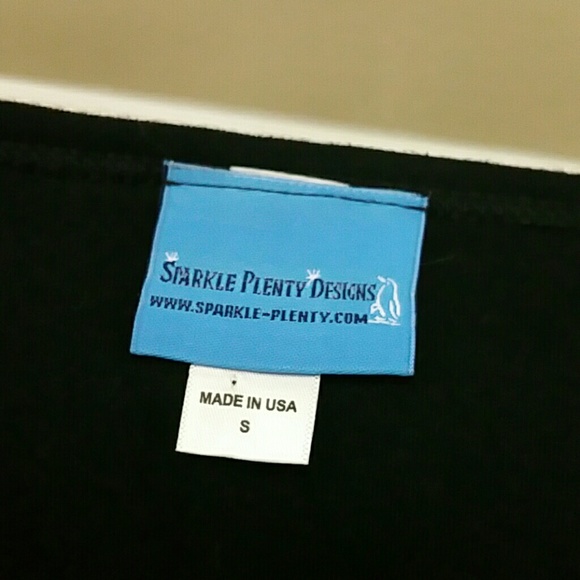 SPARKLE PLENTY DESIGNS
WWW.SPARKLE-PLENTY.COM
MADE IN USA
S